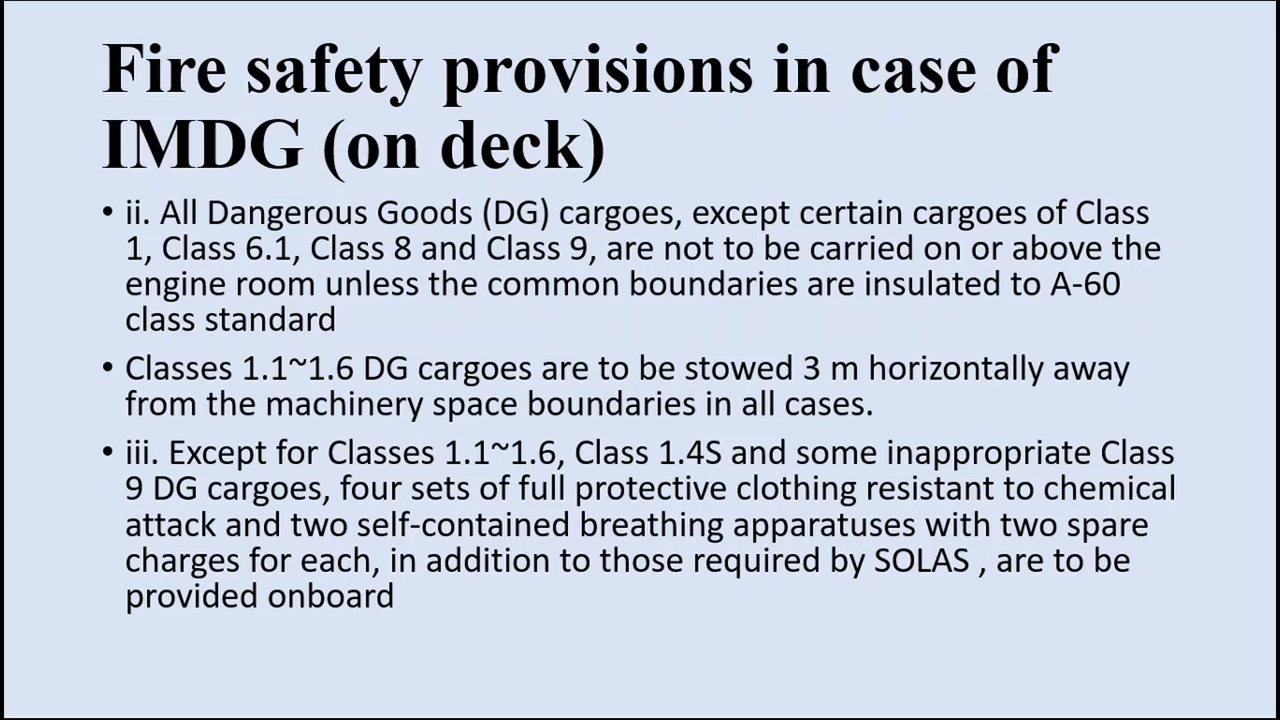 Fire safety provisions in case of
IMDG (on deck)
• ii. All Dangerous Goods (DG) cargoes, except certain cargoes of Class
1, Class 6.1, Class 8 and Class 9, are not to be carried on or above the
engine room unless the common boundaries are insulated to A-60
class standard
• Classes 1.1~1.6 DG cargoes are to be stowed 3 m horizontally away
from the machinery space boundaries in all cases.
• iii. Except for Classes 1.1~1.6, Class 1.4S and some inappropriate Class
9 DG cargoes, four sets of full protective clothing resistant to chemical
attack and two self-contained breathing apparatuses with two spare
charges for each, in addition to those required by SOLAS , are to be
provided onboard